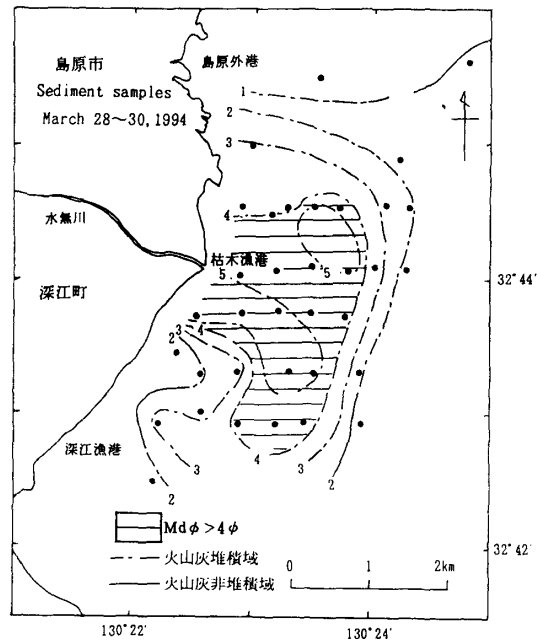 島原市
島原外港
Sediment samples
March 28～30,1994
1
2
3
4
水無川
枯木漁港
5
5
深江町
32°44'
2
3
4
深江漁港
3
2
4
3
2
Mdφ>4φ
火山灰堆積域
火山灰非堆積域
0 1 2km
32°42'
130°22'
130°24'